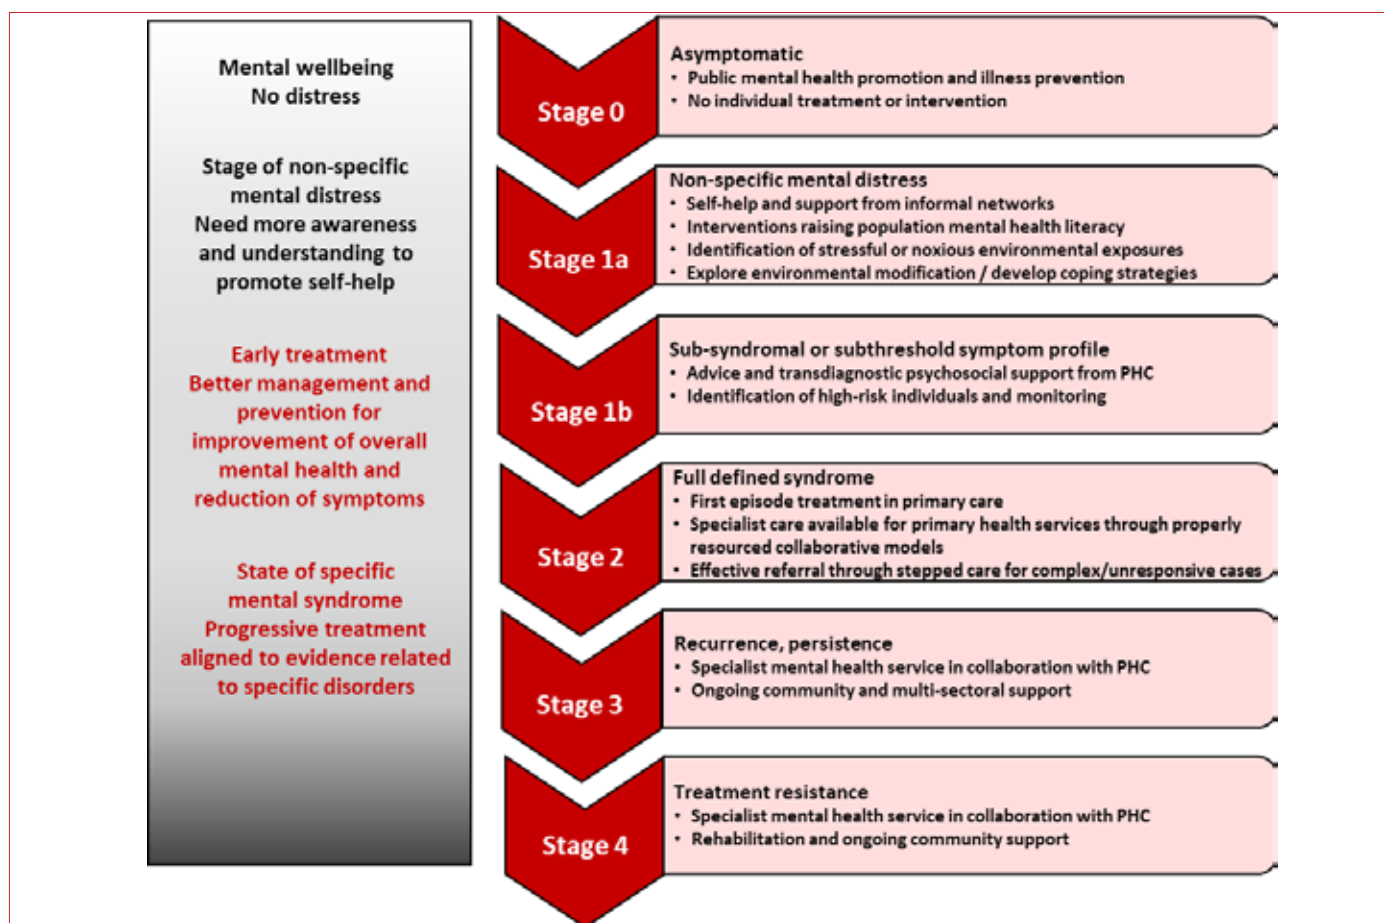 Mental wellbeing
No distress
Stage of non-specific
mental distress
Need more awareness
and understanding to
promote self-help
Early treatment
Better management and
prevention for
improvement of overall
mental health and
reduction of symptoms
State of specific
mental syndrome
Progressive treatment
aligned to evidence related
to specific disorders
Stage 0
Asymptomatic
• Public mental health promotion and illness prevention
• No individual treatment or intervention
Stage 1a
Non-specific mental distress
• Self-help and support from informal networks
• Interventions raising population mental health literacy
• Identification of stressful or noxious environmental exposures
• Explore environmental modification / develop coping strategies
Stage 1b
Sub-syndromal or subthreshold symptom profile
• Advice and transdiagnostic psychosocial support from PHC
• Identification of high-risk individuals and monitoring
Stage 2
Full defined syndrome
• First episode treatment in primary care
• Specialist care available for primary health services through properly
resourced collaborative models
• Effective referral through stepped care for complex/unresponsive cases
Stage 3
Recurrence, persistence
• Specialist mental health service in collaboration with PHC
• Ongoing community and multi-sectoral support
Stage 4
Treatment resistance
• Specialist mental health service in collaboration with PHC
• Rehabilitation and ongoing community support